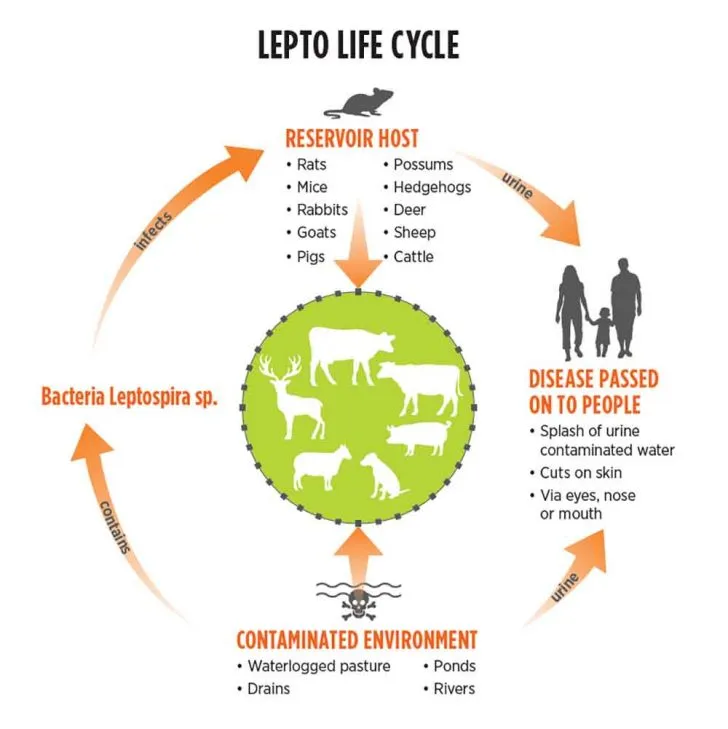 LEPTO LIFE CYCLE
RESERVOIR HOST
• Rats
• Mice
• Rabbits
• Goats
• Pigs
• Possums
• Hedgehogs
• Deer
• Sheep
• Cattle
urine
infects
DISEASE PASSED
ON TO PEOPLE
• Splash of urine
contaminated water
• Cuts on skin
• Via eyes, nose
or mouth
Bacteria Leptospira sp.
contains
urine
CONTAMINATED ENVIRONMENT
• Waterlogged pasture
• Drains
• Ponds
• Rivers